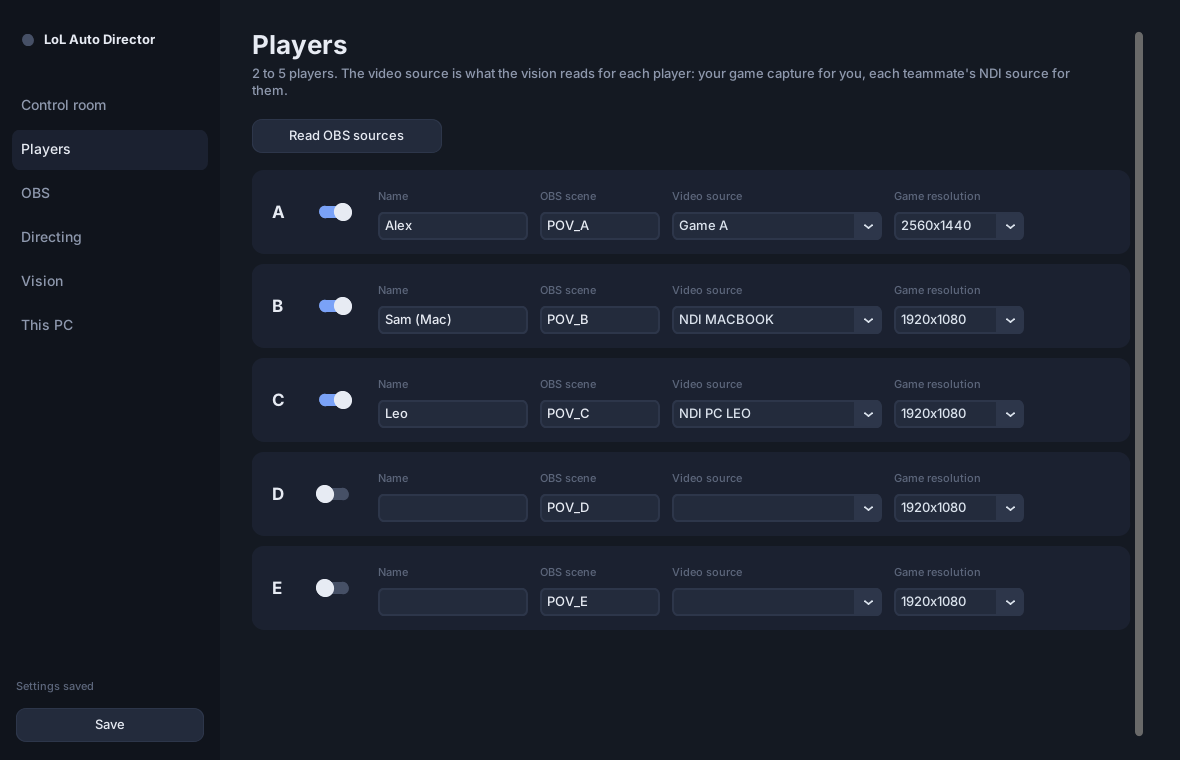 LoL Auto Director
Control room
Players
OBS
Directing
Vision
This PC
Settings saved
Save
Players
2 to 5 players. The video source is what the vision reads for each player: your game capture for you, each teammate's NDI source for
them.
Read OBS sources
A
Name OBS scene Video source Game resolution
Alex POV_A Game A 2560x1440
B
Name OBS scene Video source Game resolution
Sam (Mac) POV_B NDI MACBOOK 1920x1080
C
Name OBS scene Video source Game resolution
Leo POV_C NDI PC LEO 1920x1080
D
Name OBS scene Video source Game resolution
POV_D 1920x1080
E
Name OBS scene Video source Game resolution
POV_E 1920x1080